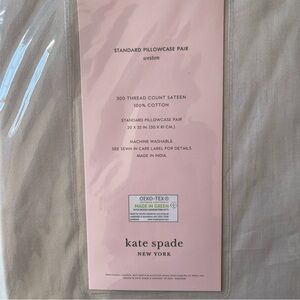 STANDARD PILLOWCASE PAIR
weston
300 THREAD COUNT SATEEN
100% COTTON
STANDARD PILLOWCASE PAIR
20 X 32 IN. (50 X 81 CM.)
MACHINE WASHABLE
SEE SEWN IN CARE LABEL FOR DETAILS
MADE IN INDIA
OEKO-TEX®
MADE IN GREEN
kate spade
NEW YORK